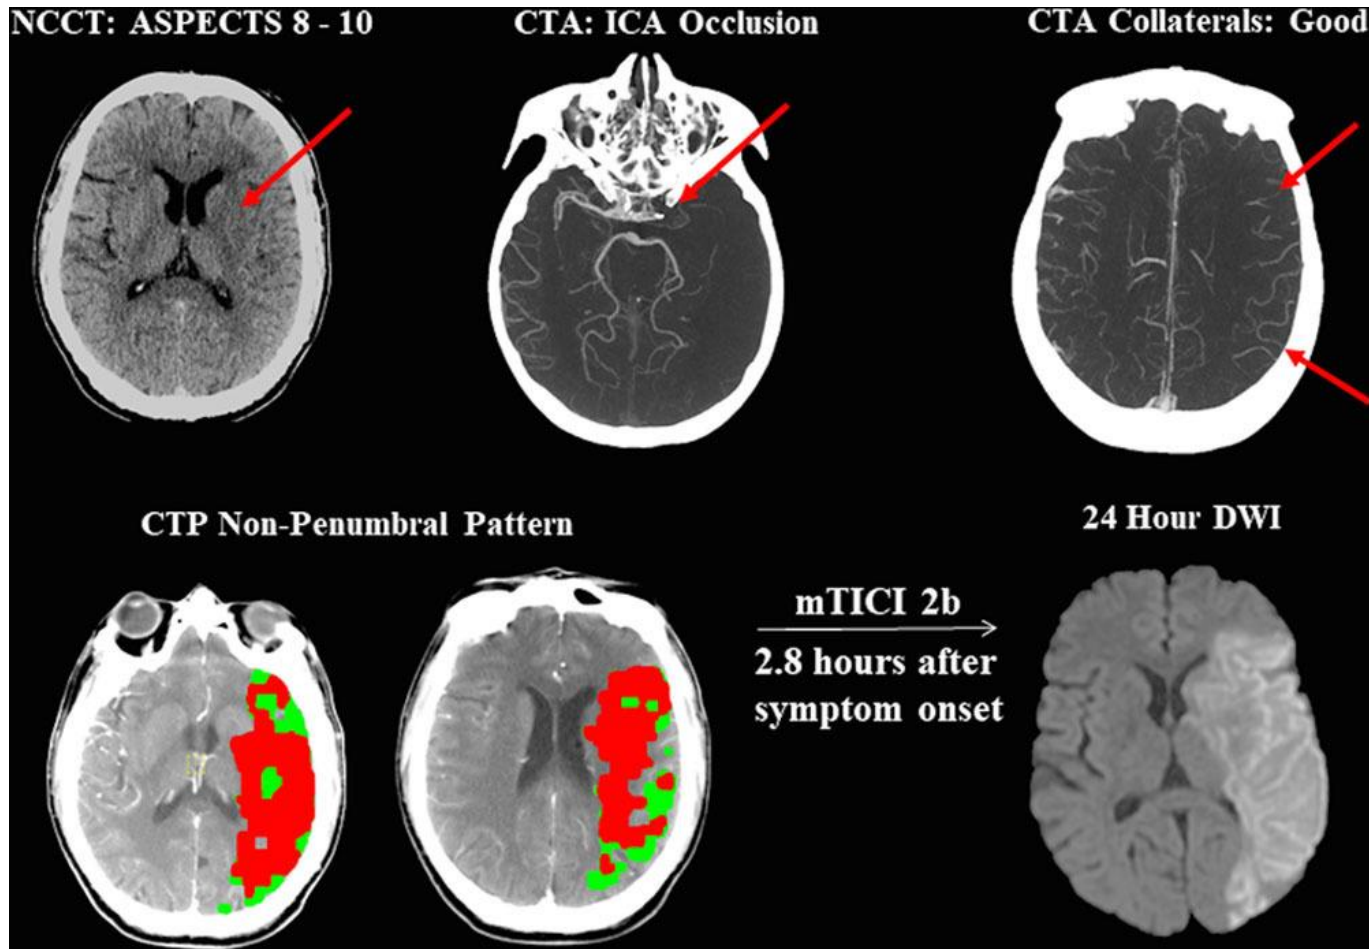 NCCT: ASPECTS 8 - 10
CTA: ICA Occlusion
CTA Collaterals: Good
CTP Non-Penumbral Pattern
24 Hour DWI
mTICI 2b
2.8 hours after
symptom onset